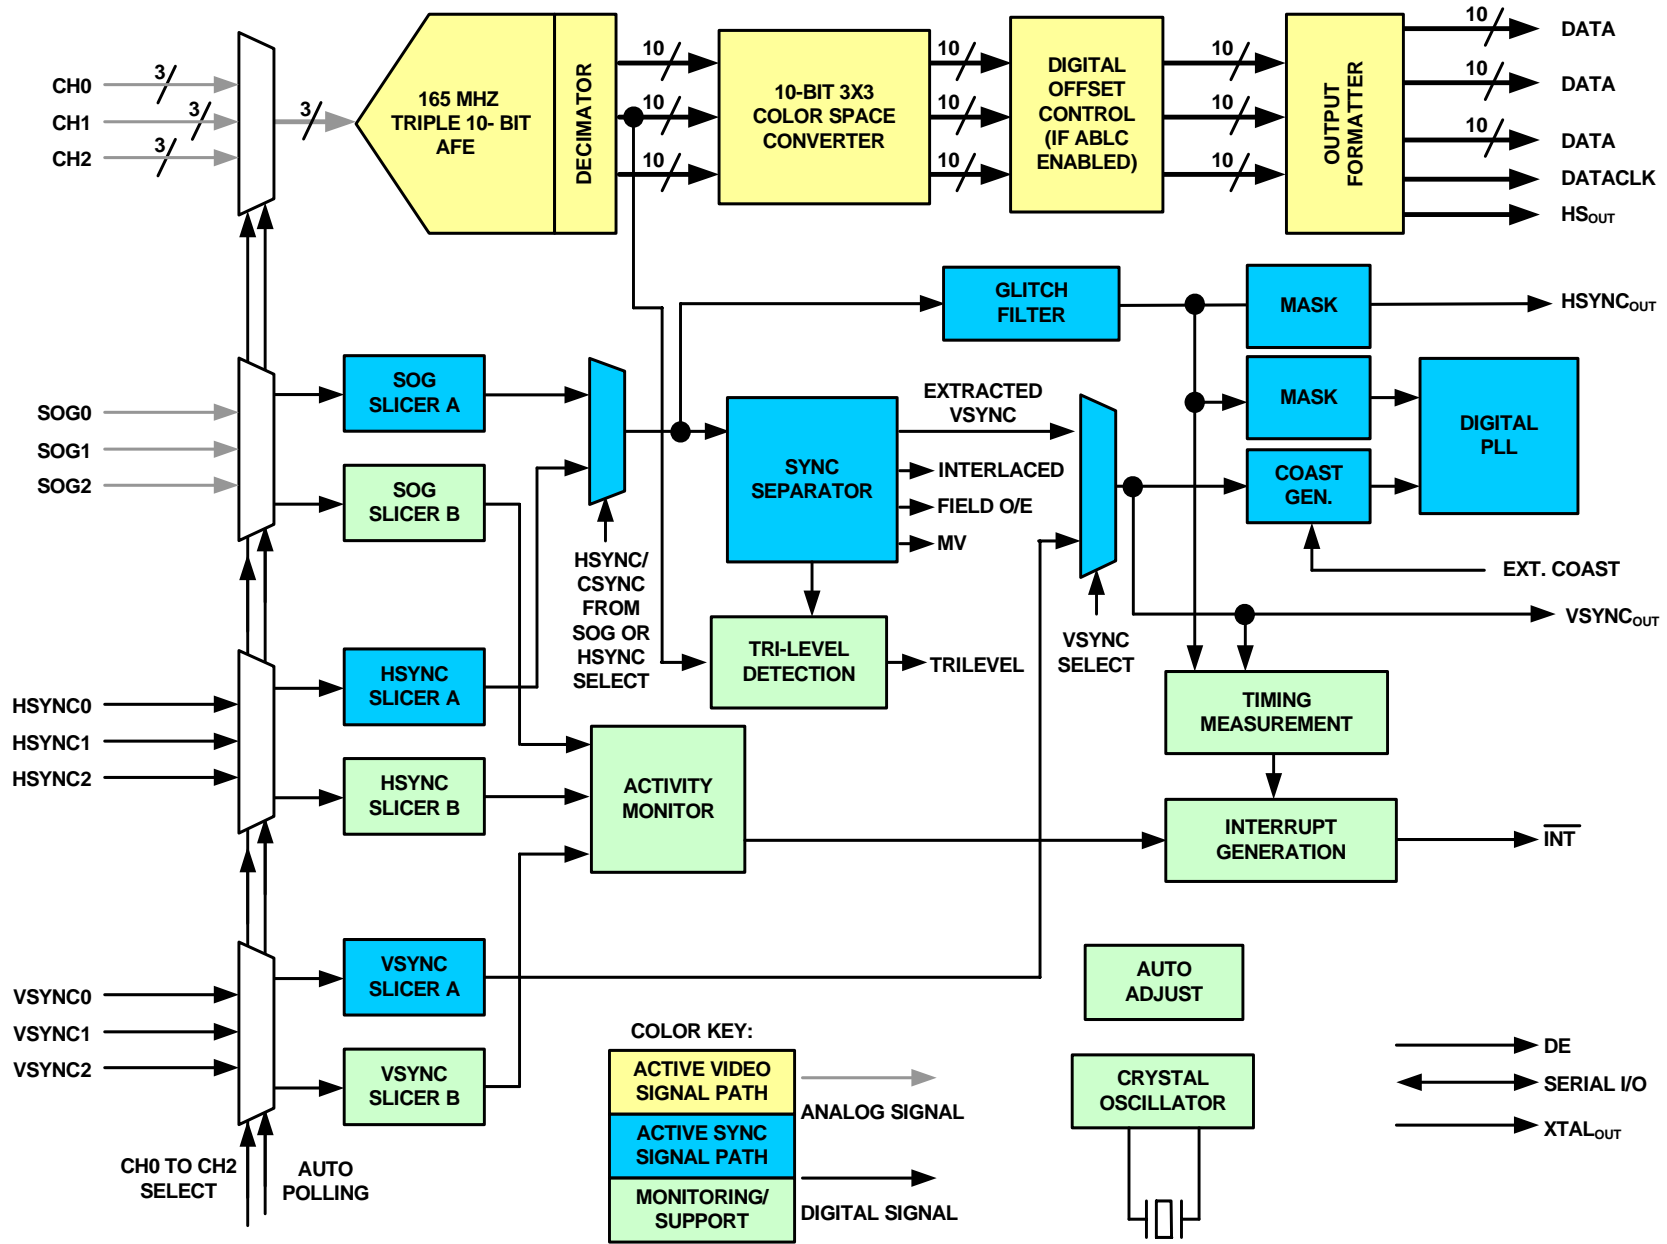 CH0
CH1
CH2
3
3
3
3
165 MHZ
TRIPLE 10- BIT
AFE
DECIMATOR
10
10
10
10-BIT 3X3
COLOR SPACE
CONVERTER
10
10
10
DIGITAL
OFFSET
CONTROL
(IF ABLC
ENABLED)
10
10
10
OUTPUT
FORMATTER
10
10
10
DATA
DATA
DATA
DATACLK
HSOUT
GLITCH
FILTER
MASK
HSYNCOUT
SOG0
SOG1
SOG2
SOG
SLICER A
SOG
SLICER B
HSYNC/
CSYNC
FROM
SOG OR
HSYNC
SELECT
SYNC
SEPARATOR
EXTRACTED
VSYNC
INTERLACED
FIELD O/E
MV
MASK
COAST
GEN.
DIGITAL
PLL
EXT. COAST
VSYNCOUT
VSYNC
SELECT
TRI-LEVEL
DETECTION
TRILEVEL
HSYNC0
HSYNC1
HSYNC2
HSYNC
SLICER A
HSYNC
SLICER B
ACTIVITY
MONITOR
TIMING
MEASUREMENT
INTERRUPT
GENERATION
INT
VSYNC0
VSYNC1
VSYNC2
VSYNC
SLICER A
VSYNC
SLICER B
CH0 TO CH2
SELECT
AUTO
POLLING
COLOR KEY:
ACTIVE VIDEO
SIGNAL PATH
ACTIVE SYNC
SIGNAL PATH
MONITORING/
SUPPORT
ANALOG SIGNAL
DIGITAL SIGNAL
AUTO
ADJUST
CRYSTAL
OSCILLATOR
DE
SERIAL I/O
XTALOUT